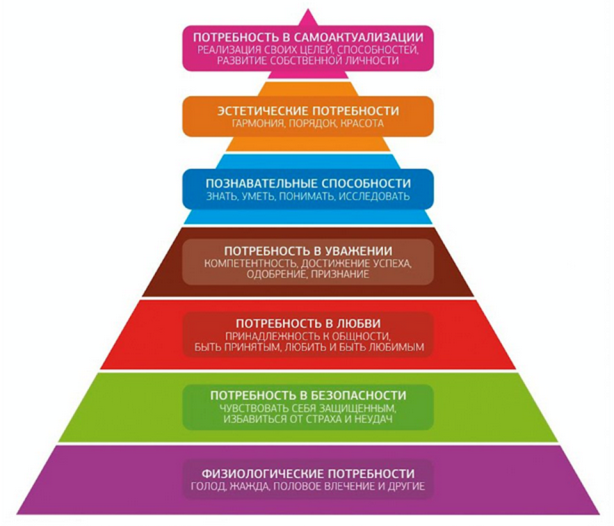 ПОТРЕБНОСТЬ В САМОАКТУАЛИЗАЦИИ
РЕАЛИЗАЦИЯ СВОИХ ЦЕЛЕЙ, СПОСОБНОСТЕЙ,
РАЗВИТИЕ СОБСТВЕННОЙ ЛИЧНОСТИ
ЭСТЕТИЧЕСКИЕ ПОТРЕБНОСТИ
ГАРМОНИЯ, ПОРЯДОК, КРАСОТА
ПОЗНАВАТЕЛЬНЫЕ СПОСОБНОСТИ
ЗНАТЬ, УМЕТЬ, ПОНИМАТЬ, ИССЛЕДОВАТЬ
ПОТРЕБНОСТЬ В УВАЖЕНИИ
КОМПЕТЕНТНОСТЬ, ДОСТИЖЕНИЕ УСПЕХА,
ОДОБРЕНИЕ, ПРИЗНАНИЕ
ПОТРЕБНОСТЬ В ЛЮБВИ
ПРИНАДЛЕЖНОСТЬ К ОБЩНОСТИ,
БЫТЬ ПРИНЯТЫМ, ЛЮБИТЬ И БЫТЬ ЛЮБИМЫМ
ПОТРЕБНОСТЬ В БЕЗОПАСНОСТИ
ЧУВСТВОВАТЬ СЕБЯ ЗАЩИЩЕННЫМ,
ИЗБАВИТЬСЯ ОТ СТРАХА И НЕУДАЧ
ФИЗИОЛОГИЧЕСКИЕ ПОТРЕБНОСТИ
ГОЛОД, ЖАЖДА, ПОЛОВОЕ ВЛЕЧЕНИЕ И ДРУГИЕ